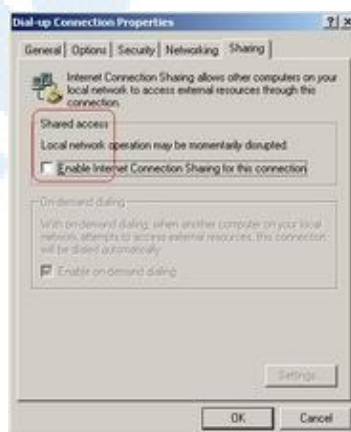 Dial-up Connection Properties
General Options Security Networking Sharing
Internet Connection Sharing allows other computers on your
local network to access external resources through this
connection.
Shared access
Local network operation may be momentarily disrupted.
Enable Internet Connection Sharing for this connection
On-demand dialing
With on-demand dialing, when another computer on your local
network attempts to access external resources, this connection
will be dialed automatically.
Enable on-demand dialing
Settings
OK Cancel